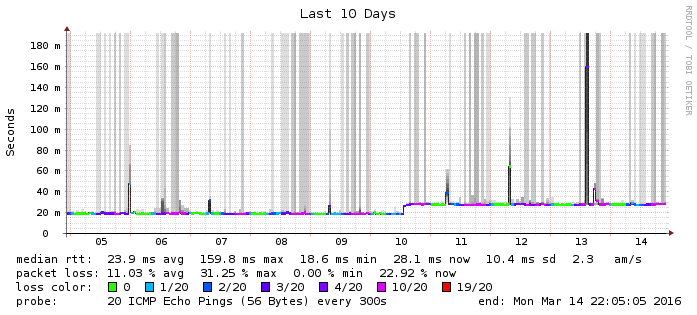 Last 10 Days
RRDTOOL / TOBI OETIKER
Seconds
180 m
160 m
140 m
120 m
100 m
80 m
60 m
40 m
20 m
0
05 06 07 08 09 10 11 12 13 14
median rtt: 23.9 ms avg 159.8 ms max 18.6 ms min 28.1 ms now 10.4 ms sd 2.3 am/s
packet loss: 11.03 % avg 31.25 % max 0.00 % min 22.92 % now
loss color: 0 1/20 2/20 3/20 4/20 10/20 19/20
probe: 20 ICMP Echo Pings (56 Bytes) every 300s end: Mon Mar 14 22:05:05 2016